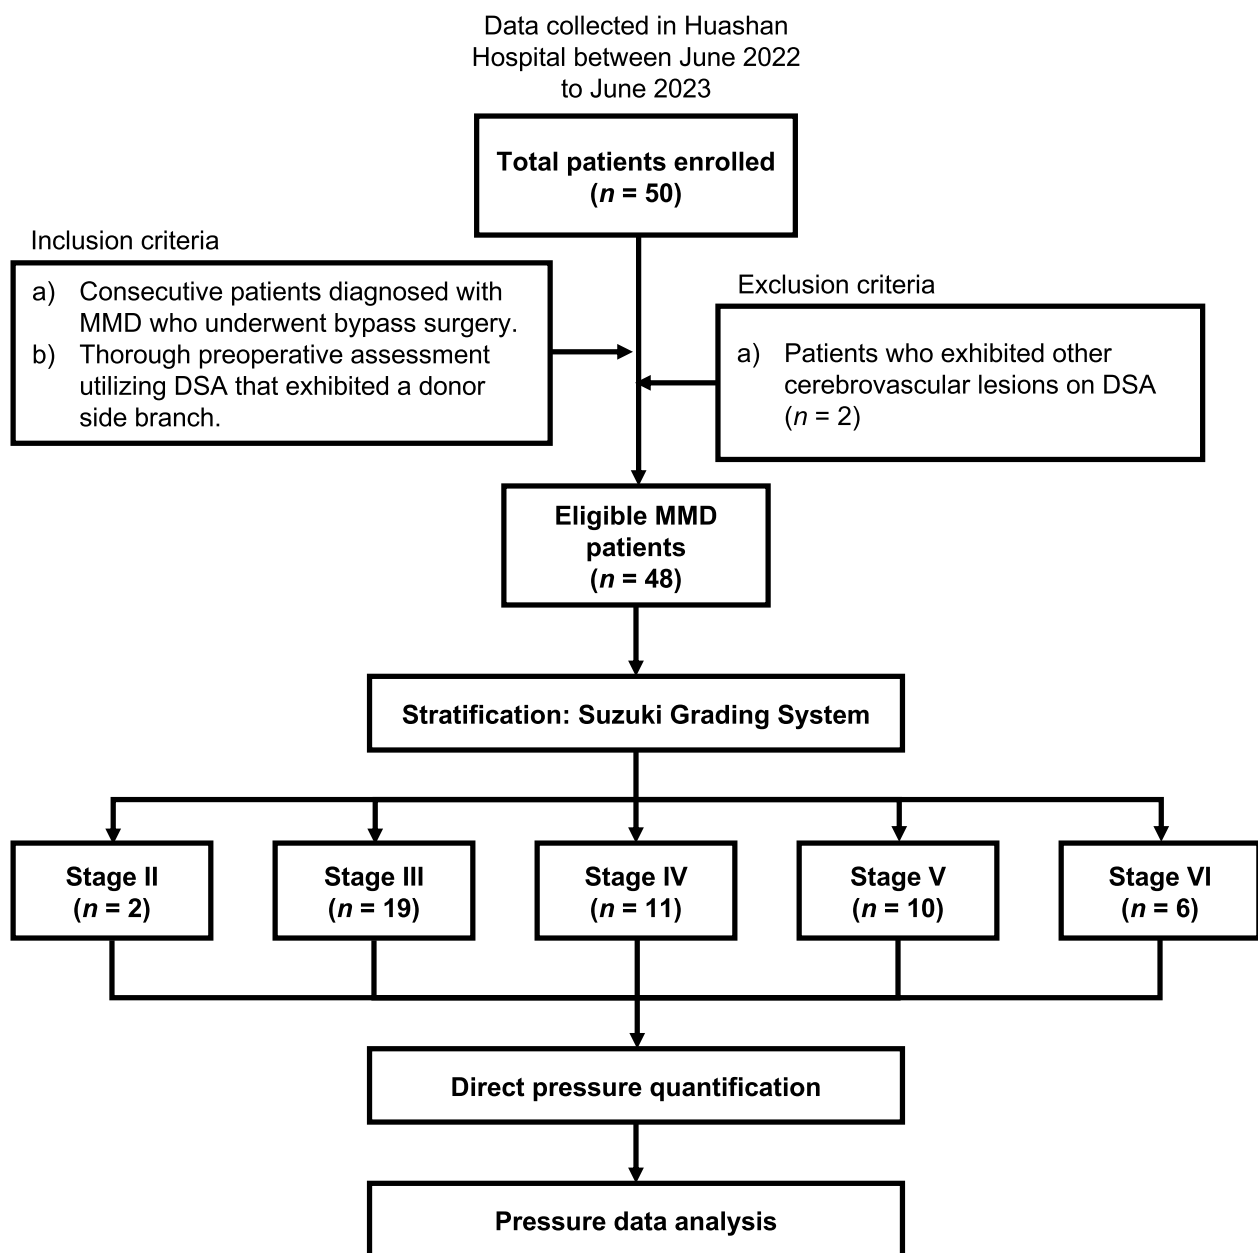 Data collected in Huashan
Hospital between June 2022
to June 2023
Total patients enrolled
(n = 50)
Inclusion criteria
a) Consecutive patients diagnosed with
MMD who underwent bypass surgery.
b) Thorough preoperative assessment
utilizing DSA that exhibited a donor
side branch.
Exclusion criteria
a) Patients who exhibited other
cerebrovascular lesions on DSA
(n = 2)
Eligible MMD
patients
(n = 48)
Stratification: Suzuki Grading System
Stage II
(n = 2)
Stage III
(n = 19)
Stage IV
(n = 11)
Stage V
(n = 10)
Stage VI
(n = 6)
Direct pressure quantification
Pressure data analysis